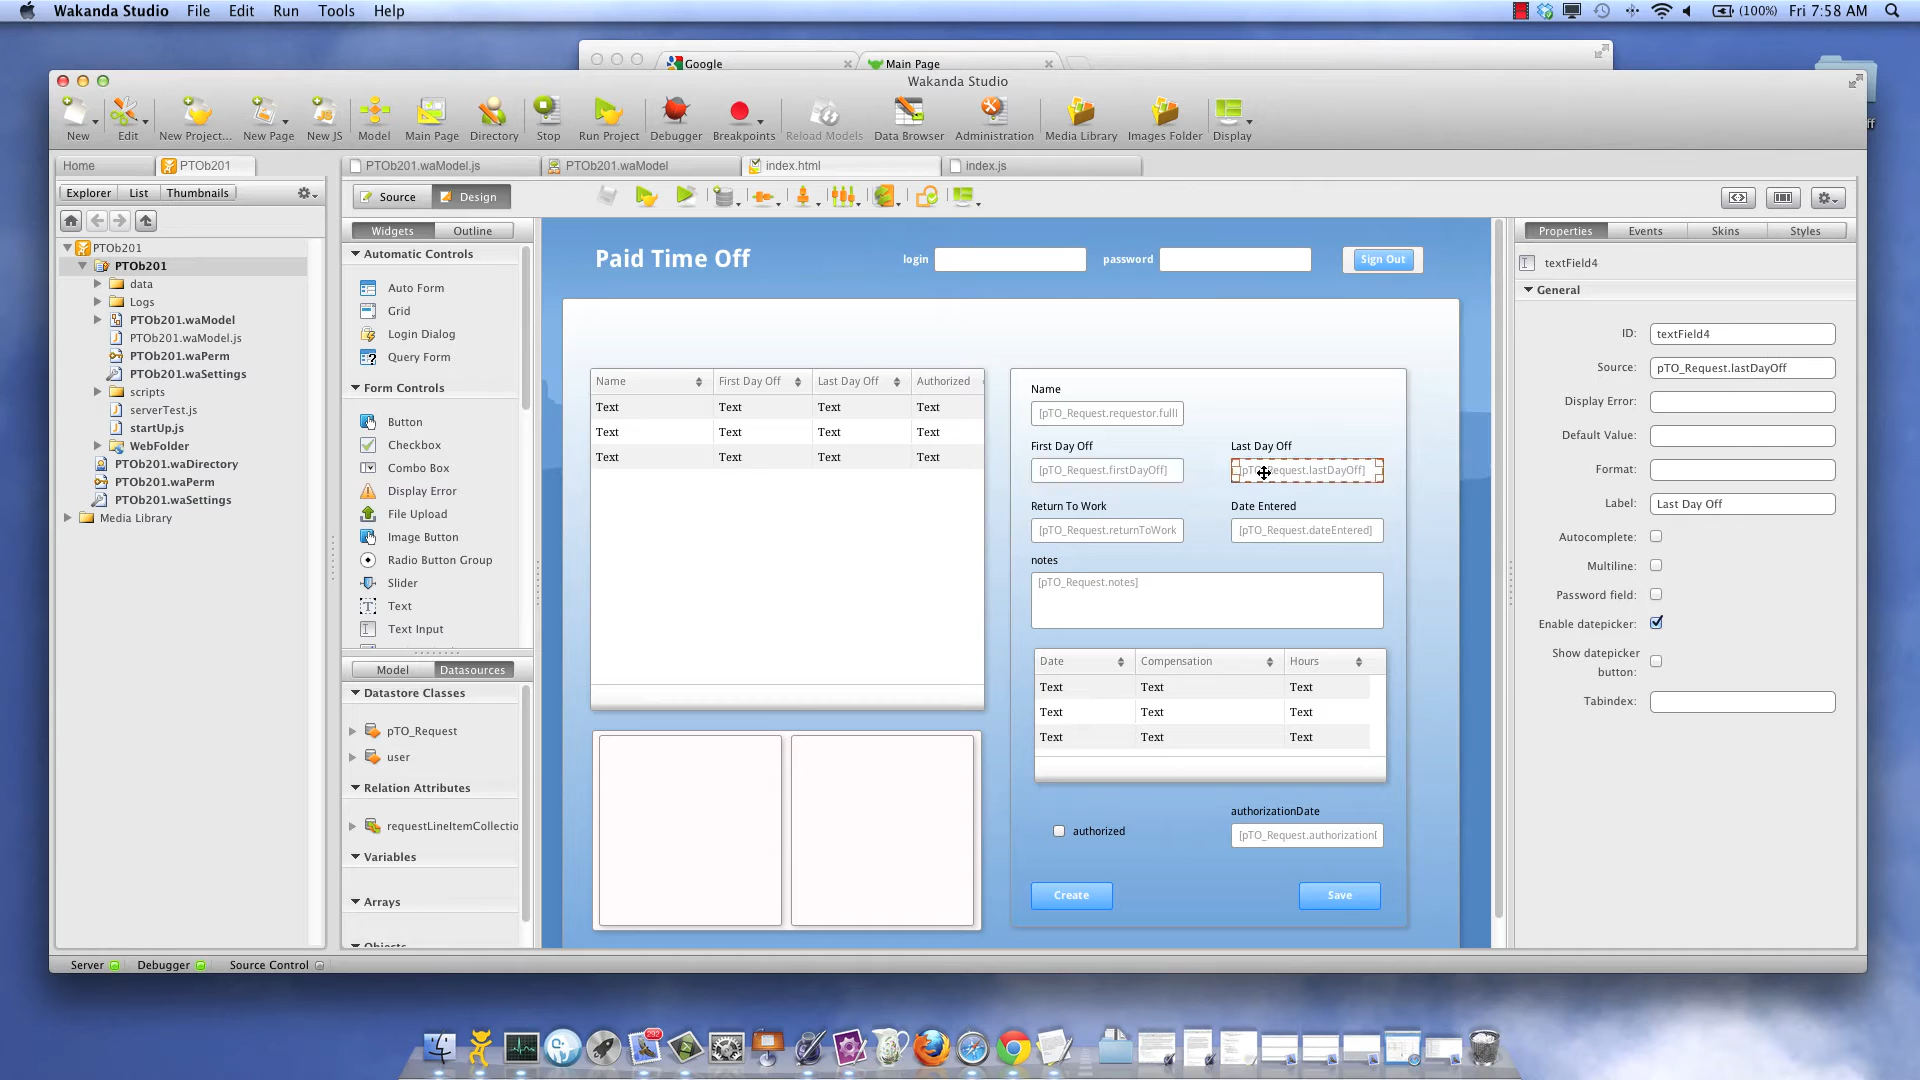 Wakanda Studio File Edit Run Tools Help
(100%) Fri 7:58 AM
Google
Main Page
Wakanda Studio
New
Edit
New Project...
New Page
New JS
Model
Main Page
Directory
Stop
Run Project
Debugger
Breakpoints
Reload Models
Data Browser
Administration
Media Library
Images Folder
Display
Home
PTOb201
PTOb201.waModel.js
PTOb201.waModel
index.html
index.js
Explorer
List
Thumbnails
Source
Design
PTOb201
PTOb201
data
Logs
PTOb201.waModel
PTOb201.waModel.js
PTOb201.waPerm
PTOb201.waSettings
scripts
serverTest.js
startUp.js
WebFolder
PTOb201.waDirectory
PTOb201.waPerm
PTOb201.waSettings
Media Library
Widgets
Outline
Automatic Controls
Auto Form
Grid
Login Dialog
Query Form
Form Controls
Button
Checkbox
Combo Box
Display Error
File Upload
Image Button
Radio Button Group
Slider
Text
Text Input
Model
Datasources
Datastore Classes
pTO_Request
user
Relation Attributes
requestLineItemCollectio
Variables
Arrays
Objects
Paid Time Off
login
password
Sign Out
Name First Day Off Last Day Off Authorized
Text Text Text Text
Text Text Text Text
Text Text Text Text
Name
[pTO_Request.requestor.full
First Day Off
Last Day Off
[pTO_Request.firstDayOff]
[pTO_Request.lastDayOff]
Return To Work
Date Entered
[pTO_Request.returnToWork
[pTO_Request.dateEntered]
notes
[pTO_Request.notes]
Date Compensation Hours
Text Text Text
Text Text Text
Text Text Text
authorizationDate
authorized
[pTO_Request.authorization
Create
Save
Properties
Events
Skins
Styles
textField4
General
ID: textField4
Source: pTO_Request.lastDayOff
Display Error:
Default Value:
Format:
Label: Last Day Off
Autocomplete:
Multiline:
Password field:
Enable datepicker:
Show datepicker
button:
Tabindex:
Server
Debugger
Source Control
292